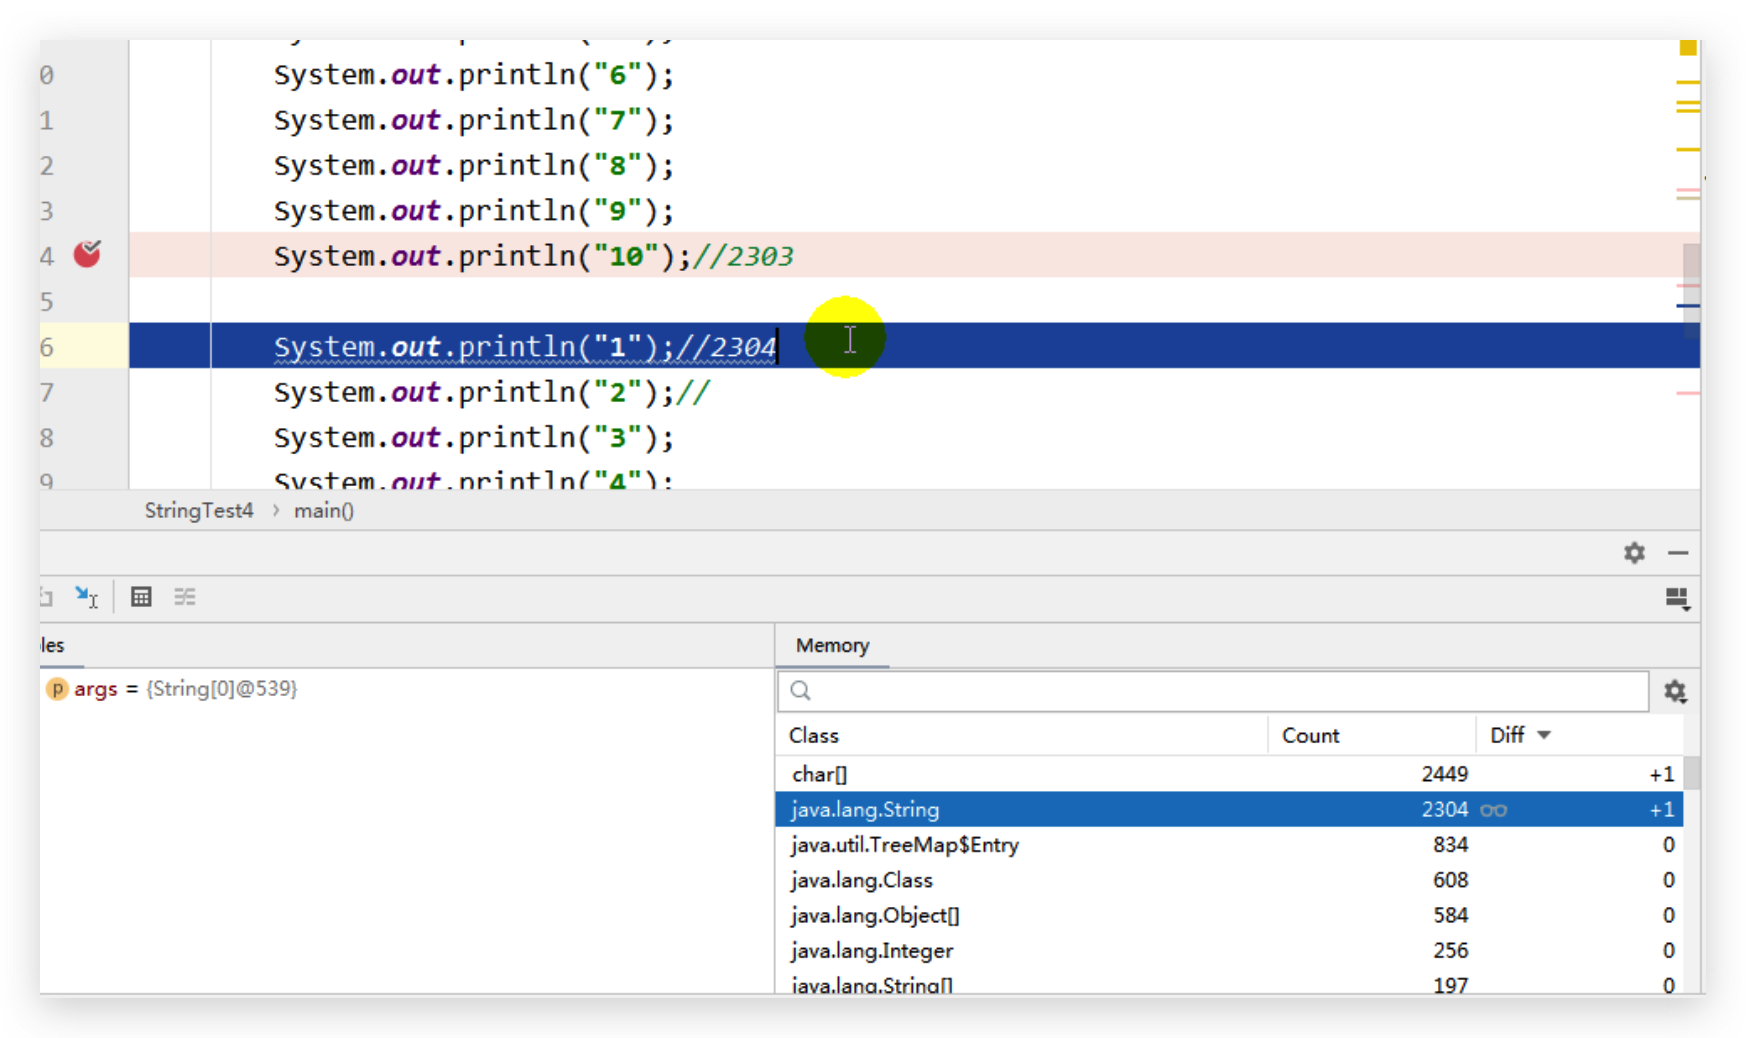 0 System.out.println("6");
1 System.out.println("7");
2 System.out.println("8");
3 System.out.println("9");
4 System.out.println("10");//2303
5
6 System.out.println("1");//2304
7 System.out.println("2");//
8 System.out.println("3");
9 System.out.println("4");
StringTest4 > main()
les
Memory
p args = {String[0]@539}
Class Count Diff
char[] 2449 +1
java.lang.String 2304 +1
java.util.TreeMap$Entry 834 0
java.lang.Class 608 0
java.lang.Object[] 584 0
java.lang.Integer 256 0
java.lang.String[] 197 0